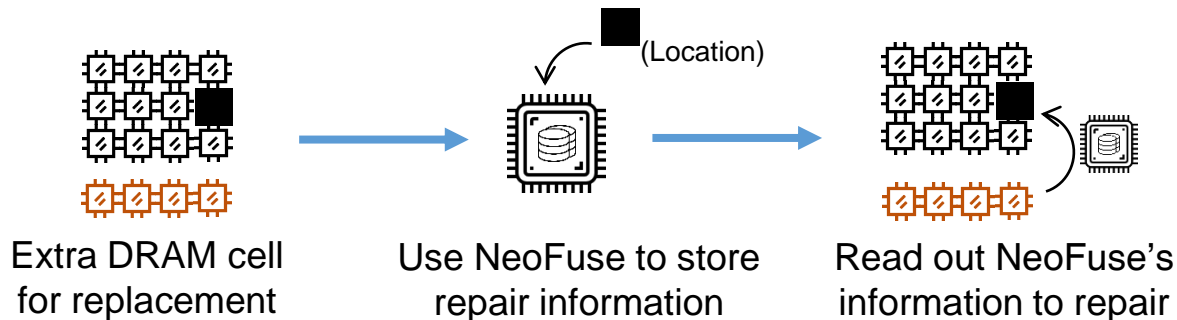 (Location)
Extra DRAM cell
for replacement
Use NeoFuse to store
repair information
Read out NeoFuse's
information to repair